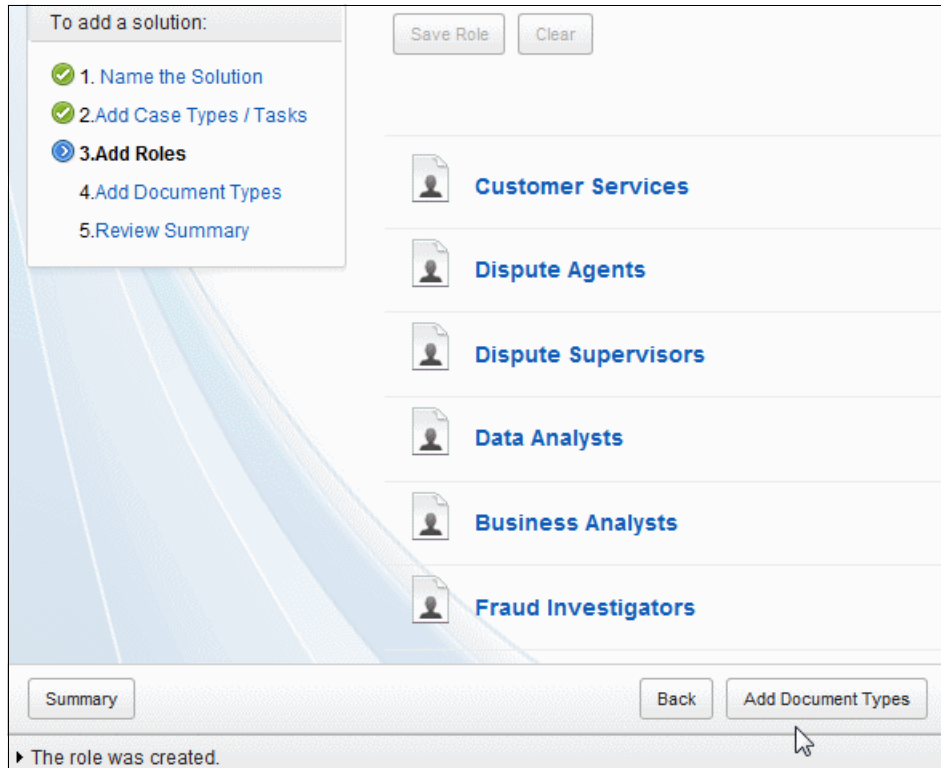 To add a solution:
1. Name the Solution
2.Add Case Types / Tasks
3.Add Roles
4.Add Document Types
5.Review Summary
Save Role
Clear
Customer Services
Dispute Agents
Dispute Supervisors
Data Analysts
Business Analysts
Fraud Investigators
Summary
Back
Add Document Types
The role was created.